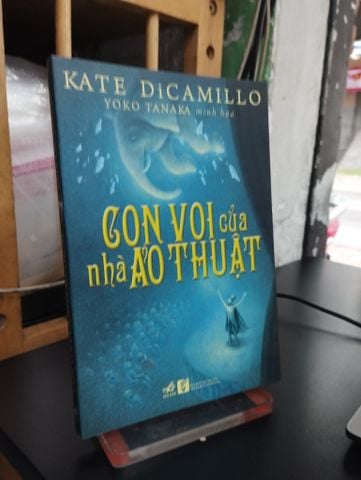 KATE DiCAMILLO
YOKO TANAKA minh họa
CON VOI của
nhà ẢO THUẬT